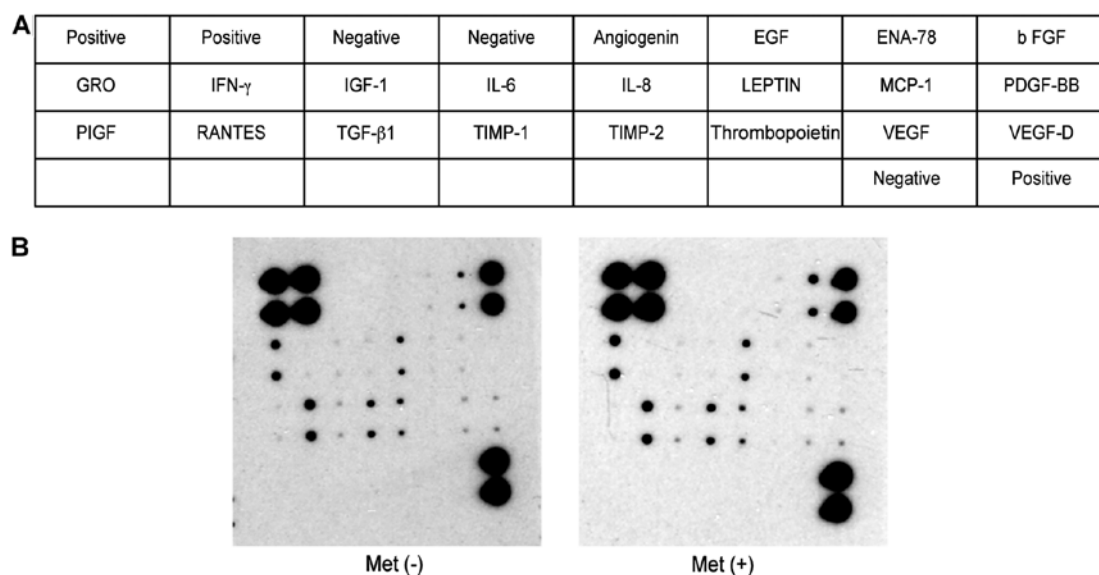 A
Positive Positive Negative Negative Angiogenin EGF ENA-78 b FGF
GRO IFN-γ IGF-1 IL-6 IL-8 LEPTIN MCP-1 PDGF-BB
PIGF RANTES TGF-β1 TIMP-1 TIMP-2 Thrombopoietin VEGF VEGF-D
Negative Positive
B
Met (-) Met (+)